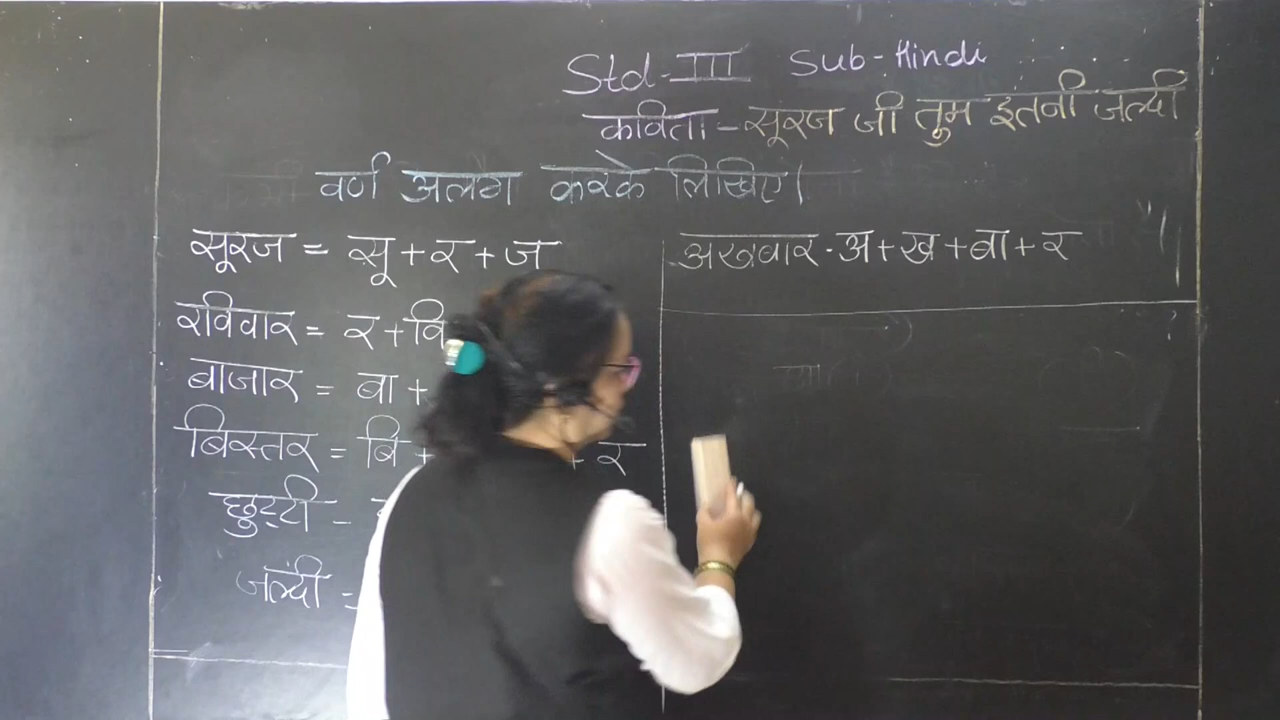 Std-III Sub-Hindi
कविता - सूरज जी तुम इतनी जल्दी
वर्ण अलग करके लिखिए।
सूरज = सू + र + ज
रविवार = र + वि
बाजार = बा +
बिस्तर = बि + + र
छुट्टी -
जल्दी =
अखबार - अ + ख + बा + र